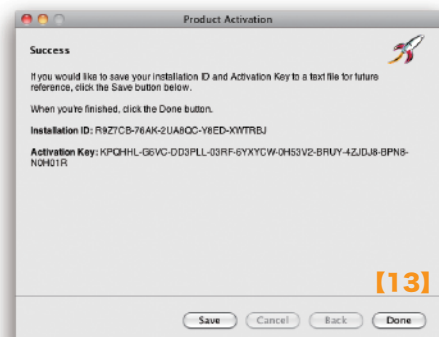 Product Activation
Success
If you would like to save your installation ID and Activation Key to a text file for future
reference, click the Save button below.
When you're finished, click the Done button.
Installation ID: R9Z7CB-76AK-2UA8QC-Y8ED-XWTRBJ
Activation Key: KPQHHL-G6VC-DD3PLL-03RF-6YXYCW-0H53V2-BRUY-4ZJDJ8-BPN8-
N0H01R
【13】
Save Cancel Back Done